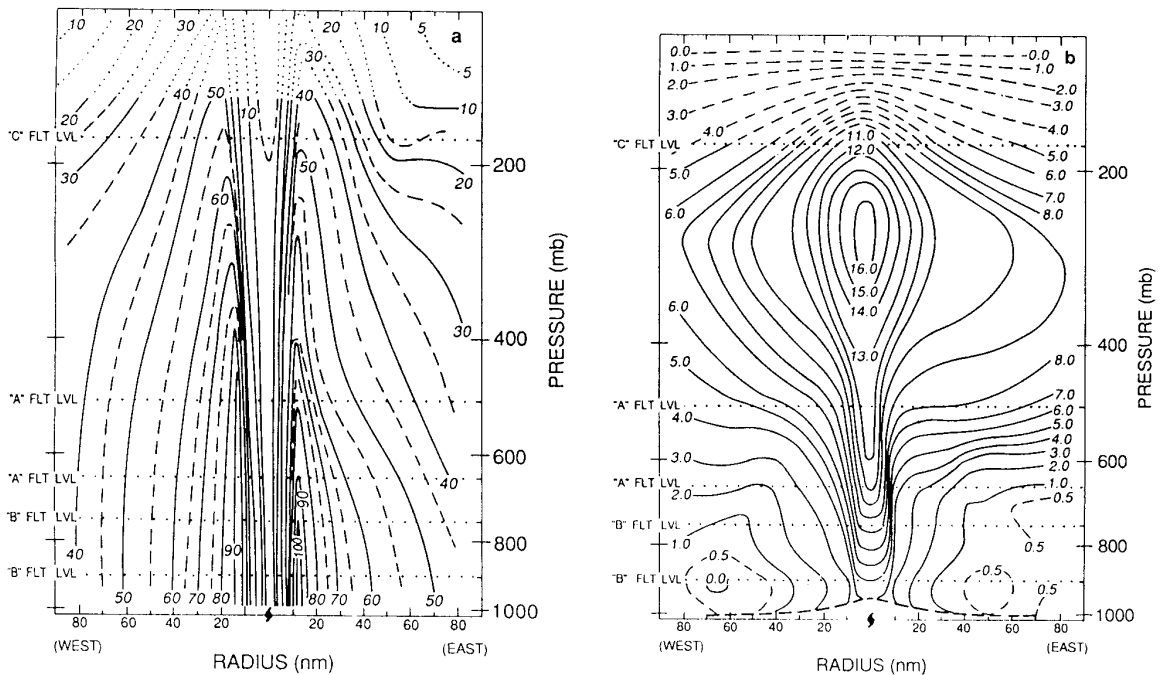 10 20 30 20 10 5
a
30
5
40 50 10 40 10
20
"C" FLT LVL
50
200
30 20
60
30
400
"A" FLT LVL
40
600
"A" FLT LVL
90
"B" FLT LVL
100
800
40 90
"B" FLT LVL
50 60 70 80 80 70 60 50
1000
80 60 40 20 20 40 60 80
(WEST) (EAST)
RADIUS (nm)
PRESSURE (mb)
b
0.0 0.0
1.0 1.0
2.0 2.0
3.0 3.0
4.0 11.0 4.0
"C" FLT LVL
12.0 5.0
5.0 6.0
200
6.0 7.0
8.0
16.0
15.0
6.0 14.0
400
5.0 13.0 8.0
7.0
"A" FLT LVL
4.0 6.0
5.0
4.0
3.0 3.0
600
2.0
"A" FLT LVL
2.0 1.0
0.5
"B" FLT LVL
1.0
0.5 0.5
800
"B" FLT LVL
0.0 0.5
1000
80 60 40 20 20 40 60 80
(WEST) (EAST)
RADIUS (nm)
PRESSURE (mb)